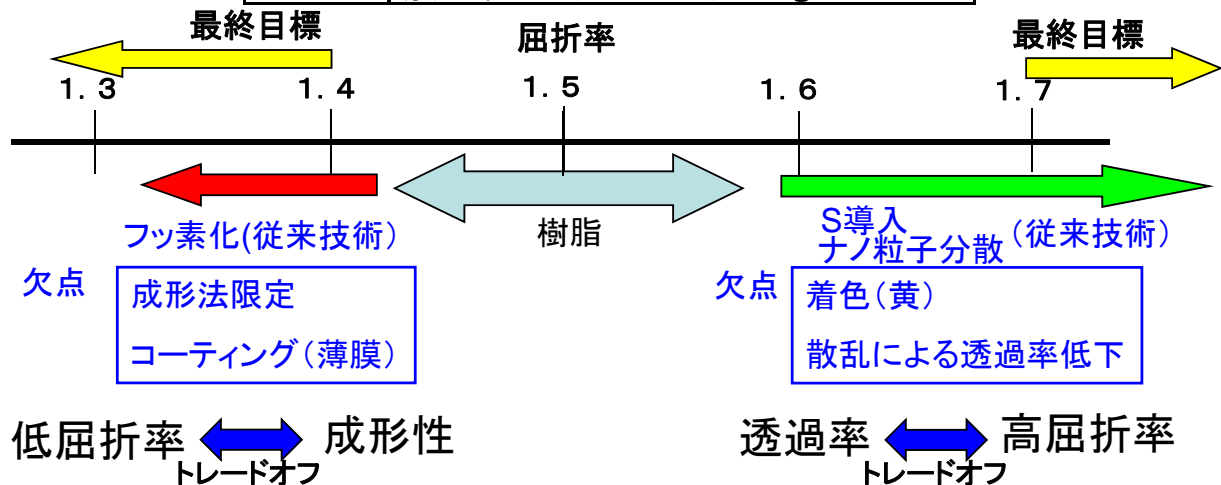 最終目標
屈折率
最終目標
1．3
1．4
1．5
1．6
1．7
フッ素化(従来技術）
樹脂
S導入
ナノ粒子分散
（従来技術）
欠点
成形法限定
コーティング（薄膜）
欠点
着色（黄）
散乱による透過率低下
低屈折率
成形性
トレードオフ
透過率
高屈折率
トレードオフ